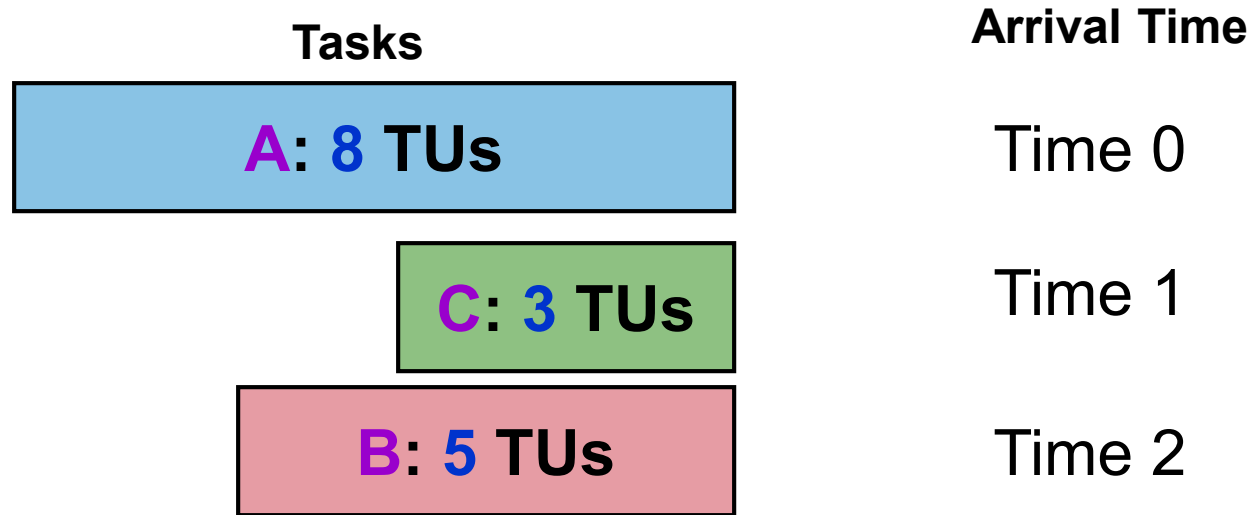 Tasks
Arrival Time
A: 8 TUs
Time 0
C: 3 TUs
Time 1
B: 5 TUs
Time 2